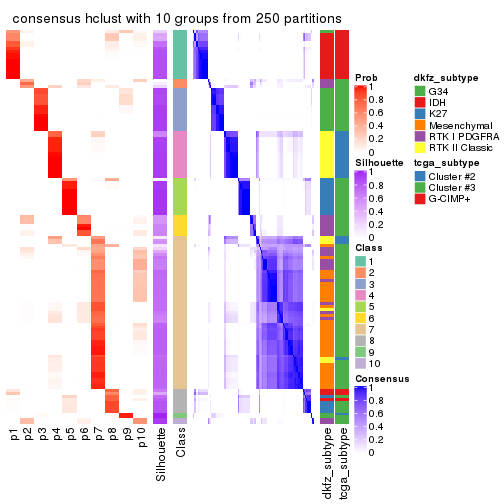 consensus hclust with 10 groups from 250 partitions
p1
p2
p3
p4
p5
p6
p7
p8
p9
p10
Silhouette
Class
dkfz_subtype
tcga_subtype
Prob
1
0.8
0.6
0.4
0.2
0
Silhouette
1
0.8
0.6
0.4
0.2
0
Class
1
2
3
4
5
6
7
8
9
10
Consensus
1
0.8
0.6
0.4
0.2
0
dkfz_subtype
G34
IDH
K27
Mesenchymal
RTK I PDGFRA
RTK II Classic
tcga_subtype
Cluster #2
Cluster #3
G-CIMP+